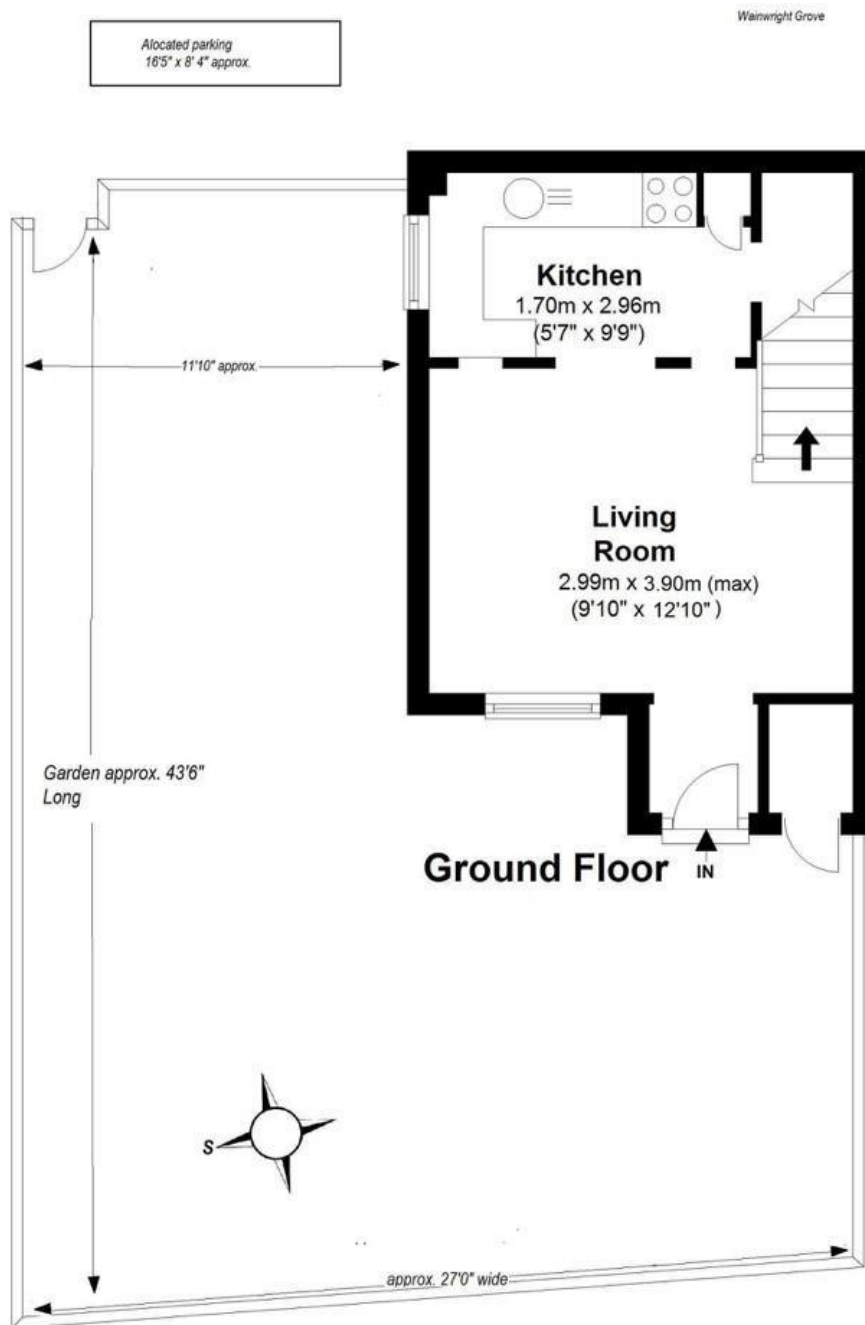 Wainwright Grove
Alocated parking
16'5" x 8' 4" approx.
Kitchen
1.70m x 2.96m
(5'7" x 9'9")
11'10" approx.
Living
Room
2.99m x 3.90m (max)
(9'10" x 12'10" )
Garden approx. 43'6"
Long
Ground Floor
IN
S
approx. 27'0" wide